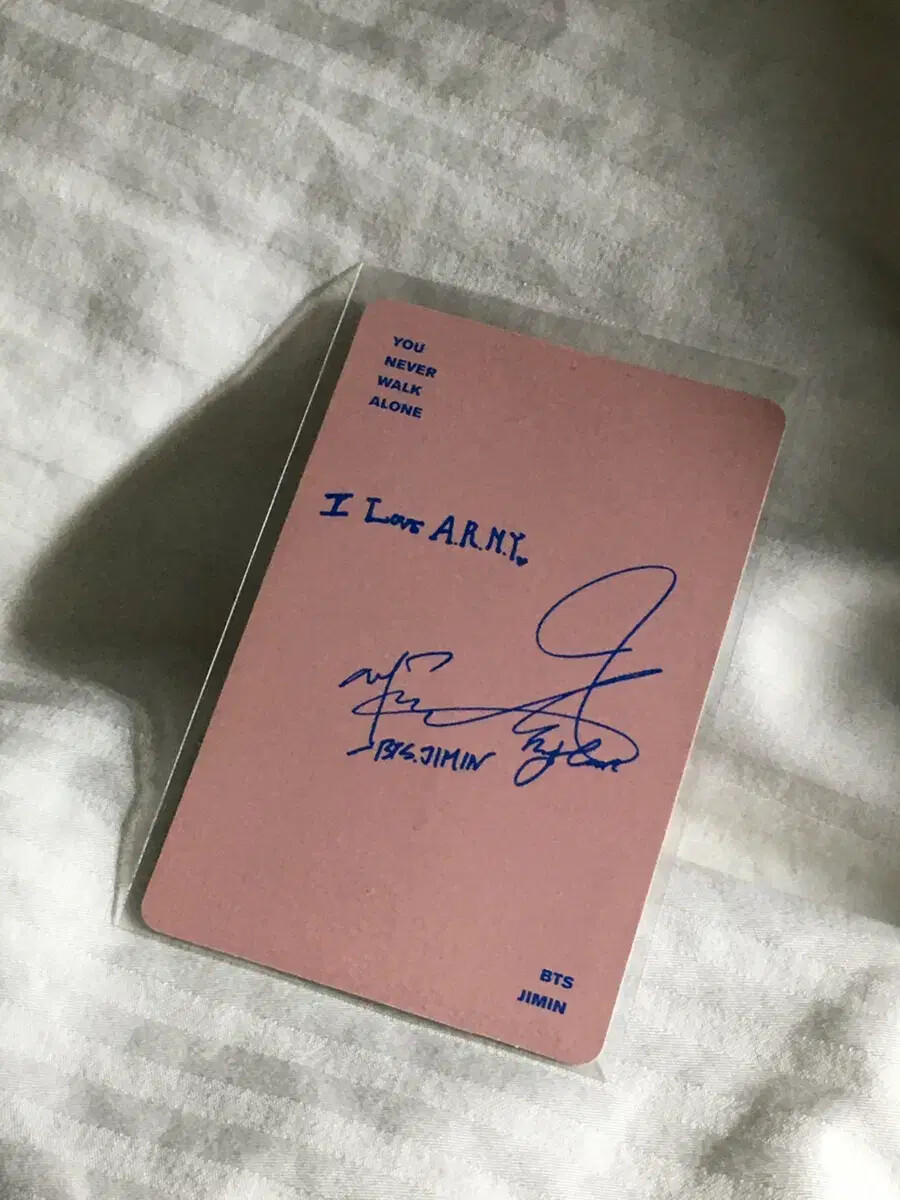 YOU
NEVER
WALK
ALONE
I Love A.R.M.Y.
BTS.JIMIN
BTS
JIMIN